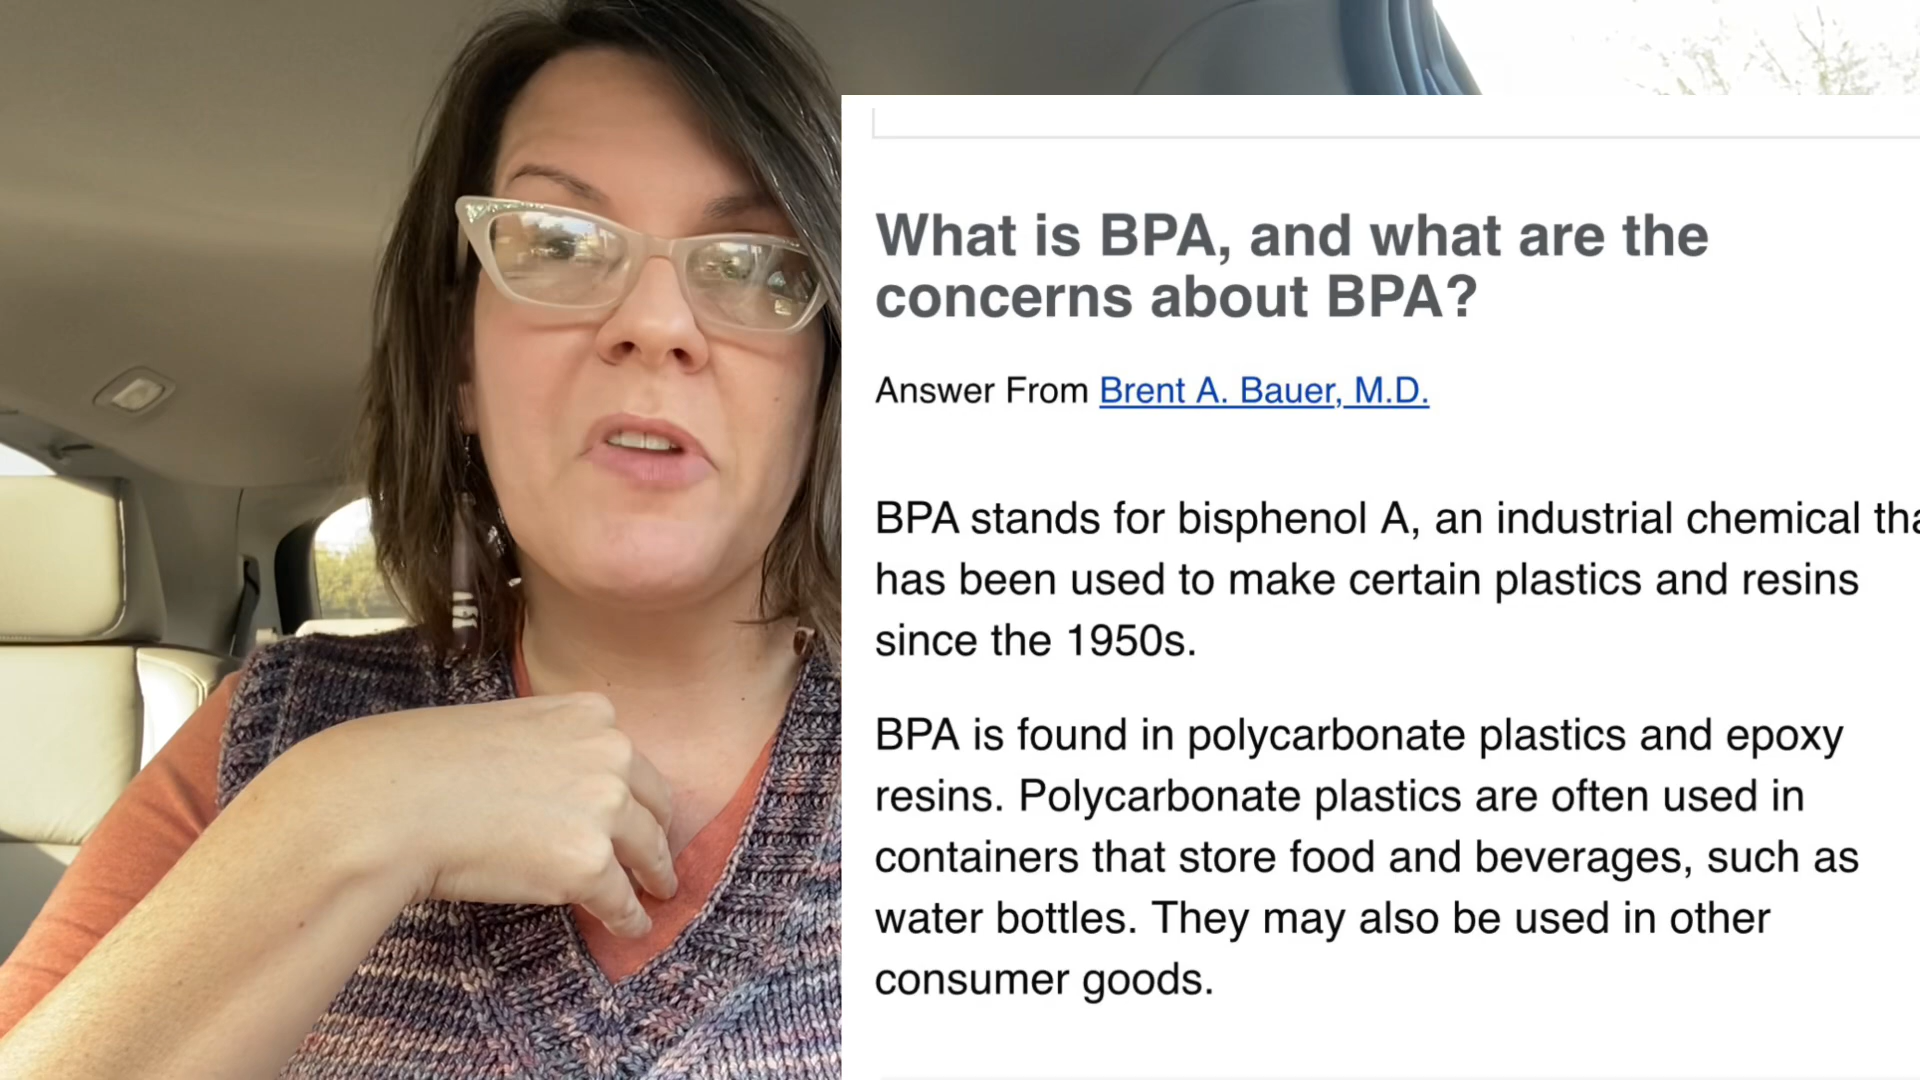 What is BPA, and what are the
concerns about BPA?
Answer From Brent A. Bauer, M.D.
BPA stands for bisphenol A, an industrial chemical
has been used to make certain plastics and resins
since the 1950s.
BPA is found in polycarbonate plastics and epoxy
resins. Polycarbonate plastics are often used in
containers that store food and beverages, such as
water bottles. They may also be used in other
consumer goods.